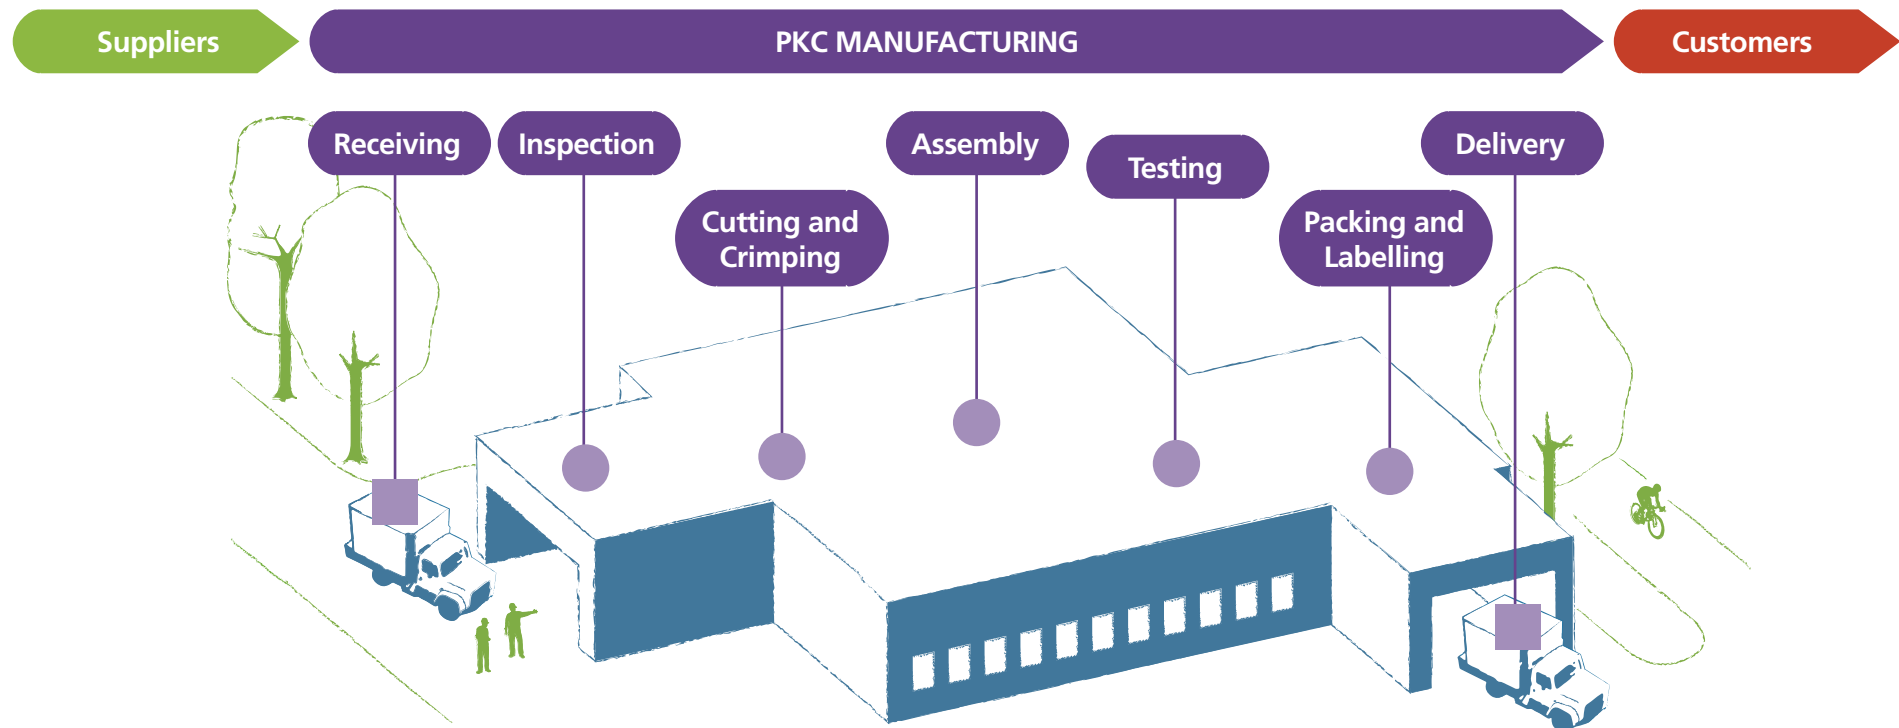 Suppliers
PKC MANUFACTURING
Customers
Receiving
Inspection
Cutting and
Crimping
Assembly
Testing
Packing and
Labelling
Delivery